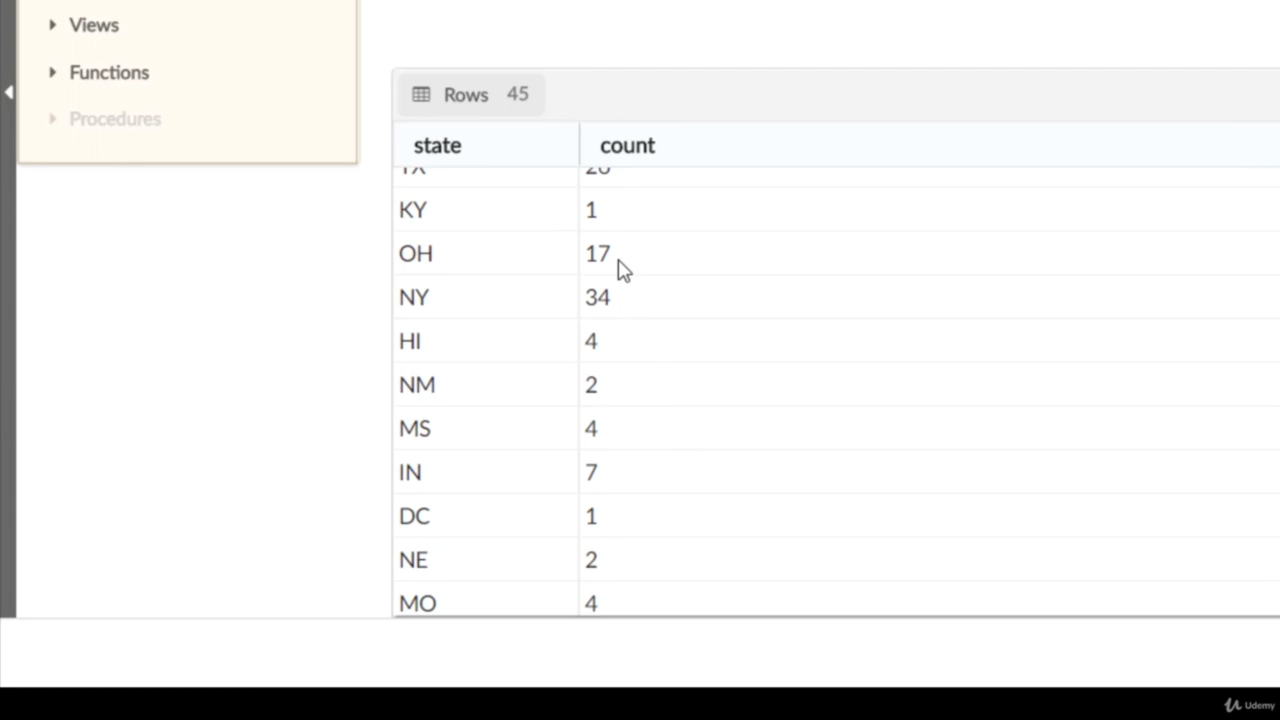 Views
Functions
Procedures
Rows 45
state count
KY 1
OH 17
NY 34
HI 4
NM 2
MS 4
IN 7
DC 1
NE 2
MO 4
Udemy